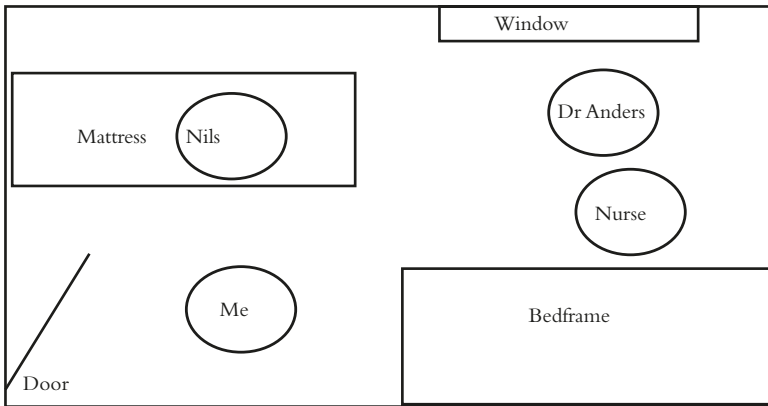 Window
Dr Anders
Mattress
Nils
Nurse
Me
Bedframe
Door